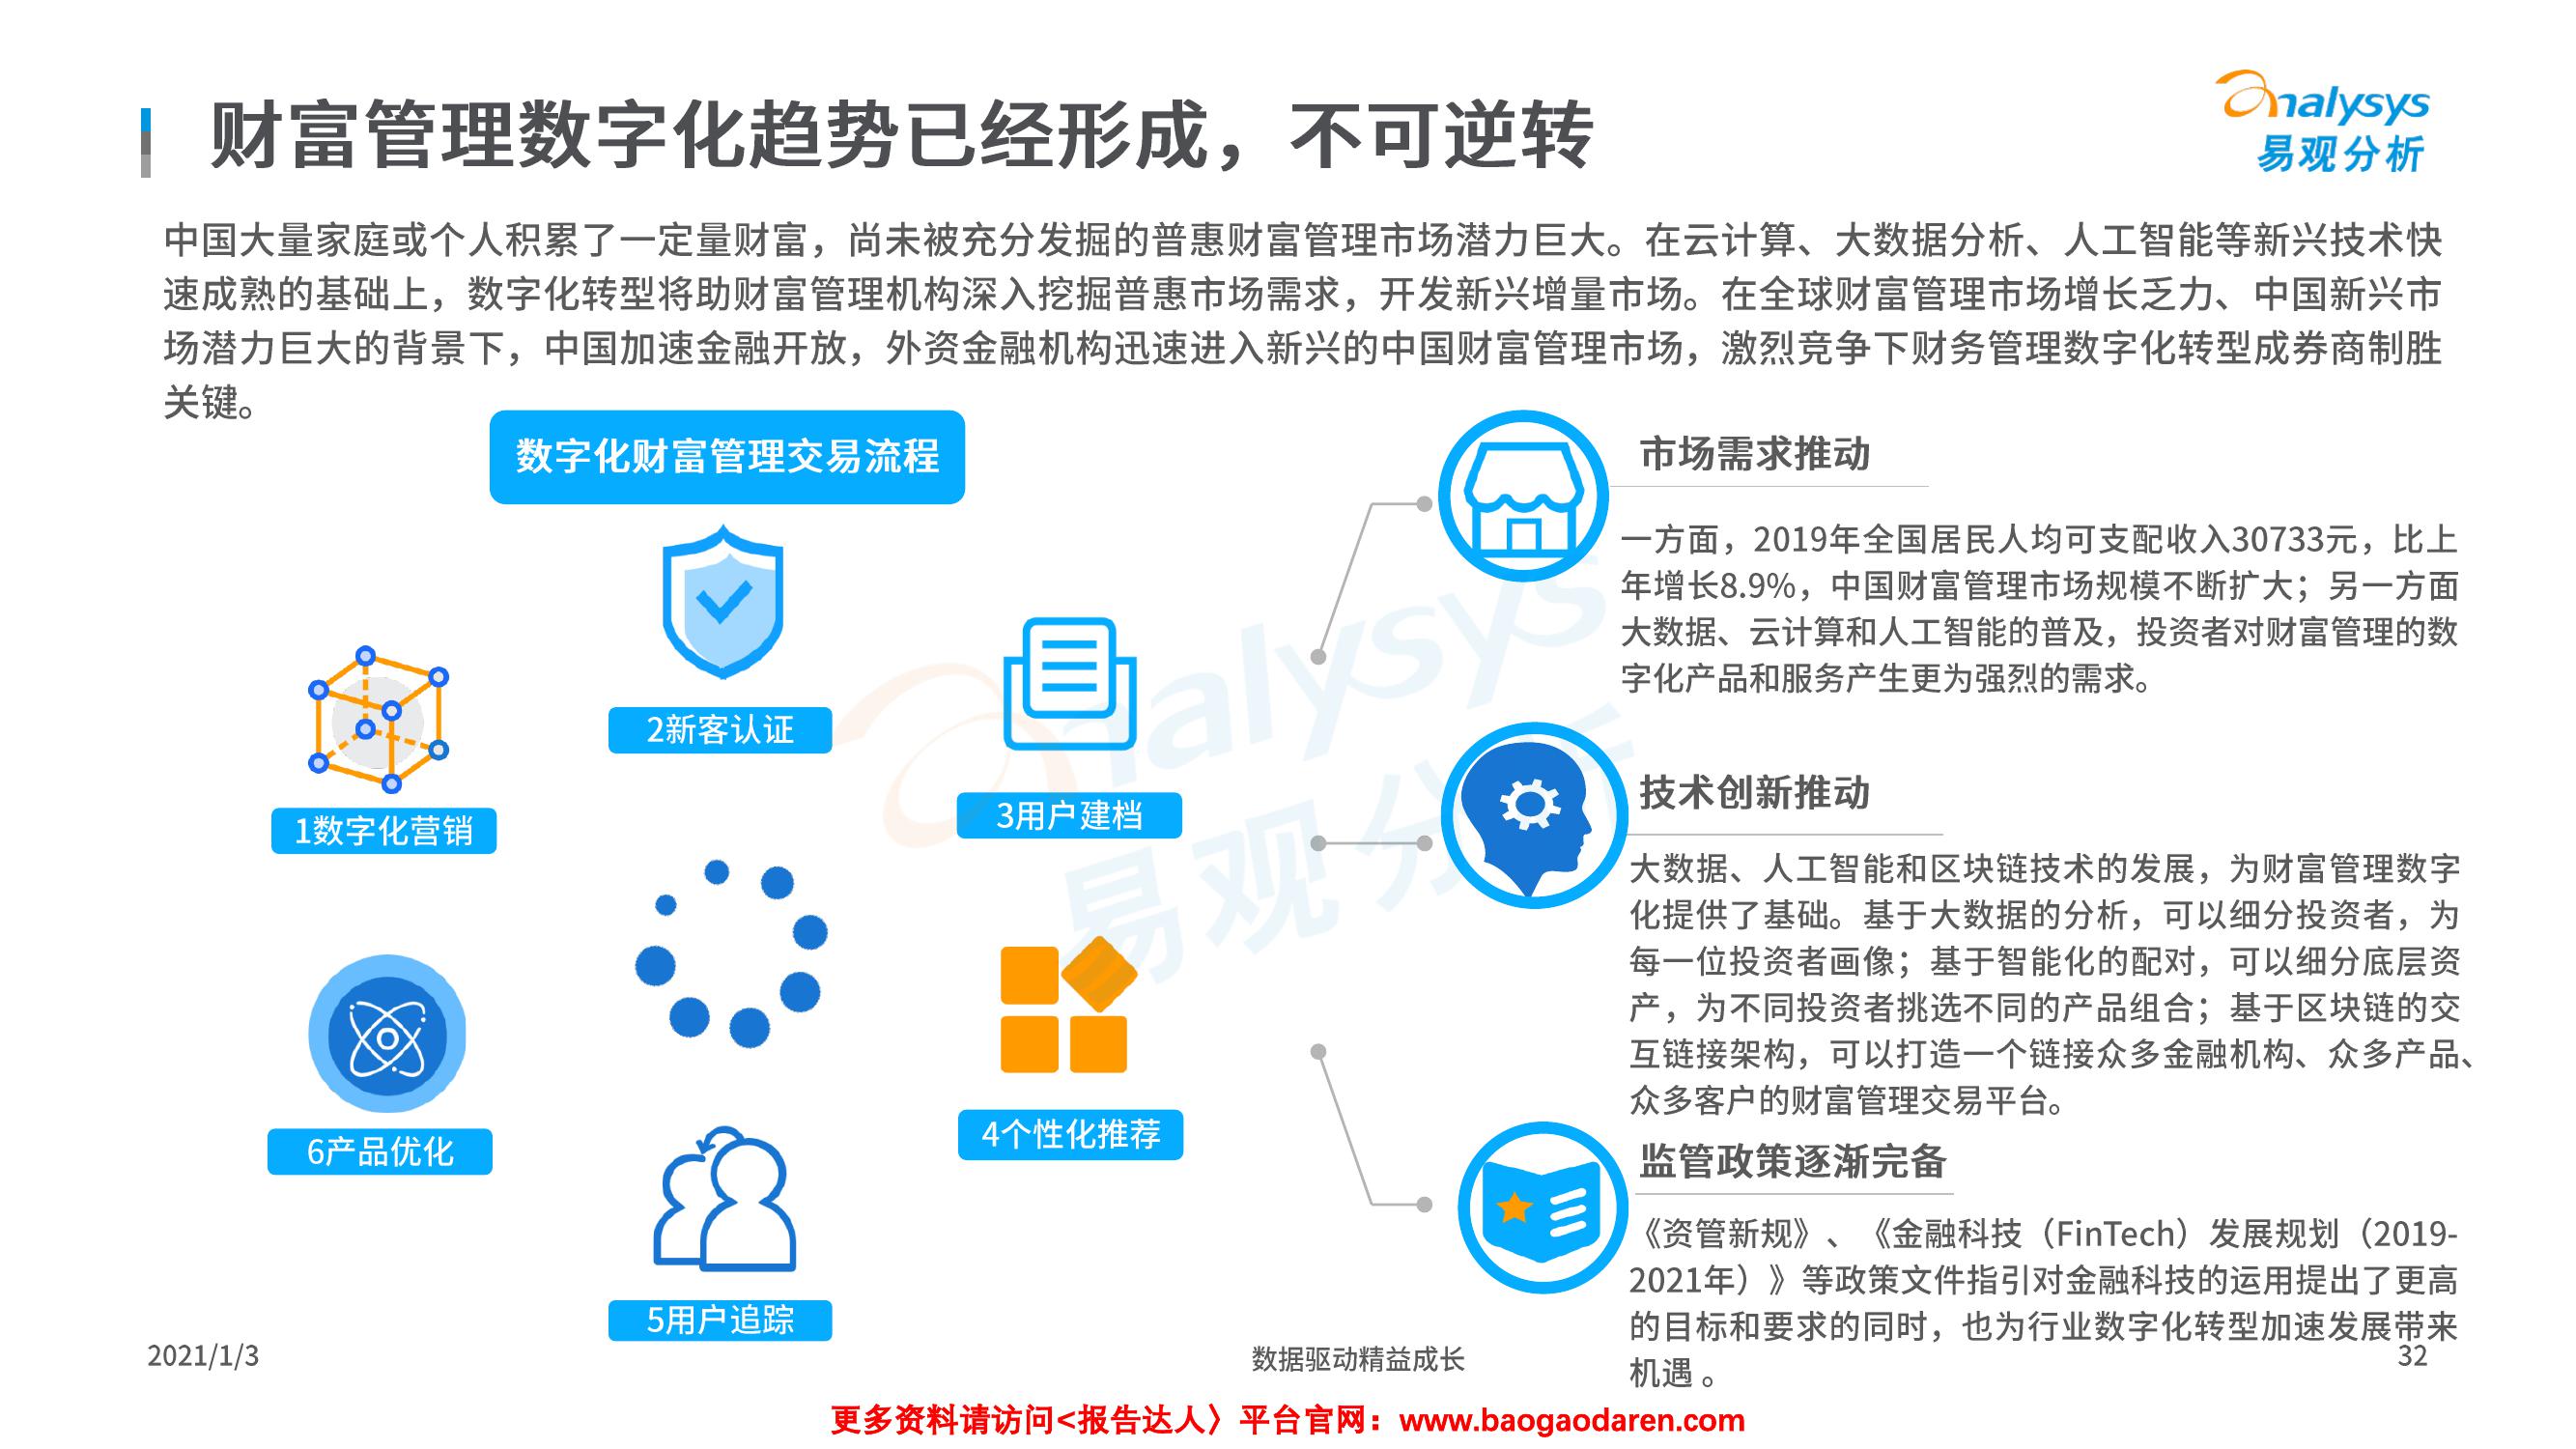 财富管理数字化趋势已经形成，不可逆转
analysys
易观分析
中国大量家庭或个人积累了一定量财富，尚未被充分发掘的普惠财富管理市场潜力巨大。在云计算、大数据分析、人工智能等新兴技术快
速成熟的基础上，数字化转型将助财富管理机构深入挖掘普惠市场需求，开发新兴增量市场。在全球财富管理市场增长乏力、中国新兴市
场潜力巨大的背景下，中国加速金融开放，外资金融机构迅速进入新兴的中国财富管理市场，激烈竞争下财务管理数字化转型成券商制胜
关键。
数字化财富管理交易流程
1数字化营销
2新客认证
3用户建档
4个性化推荐
5用户追踪
6产品优化
市场需求推动
一方面，2019年全国居民人均可支配收入30733元，比上
年增长8.9%，中国财富管理市场规模不断扩大；另一方面
大数据、云计算和人工智能的普及，投资者对财富管理的数
字化产品和服务产生更为强烈的需求。
技术创新推动
大数据、人工智能和区块链技术的发展，为财富管理数字
化提供了基础。基于大数据的分析，可以细分投资者，为
每一位投资者画像；基于智能化的配对，可以细分底层资
产，为不同投资者挑选不同的产品组合；基于区块链的交
互链接架构，可以打造一个链接众多金融机构、众多产品、
众多客户的财富管理交易平台。
监管政策逐渐完备
《资管新规》、《金融科技（FinTech）发展规划（2019-
2021年）》等政策文件指引对金融科技的运用提出了更高
的目标和要求的同时，也为行业数字化转型加速发展带来
机遇 。
analysys
易观分析
2021/1/3
数据驱动精益成长
32
更多资料请访问<报告达人〉平台官网：www.baogaodaren.com